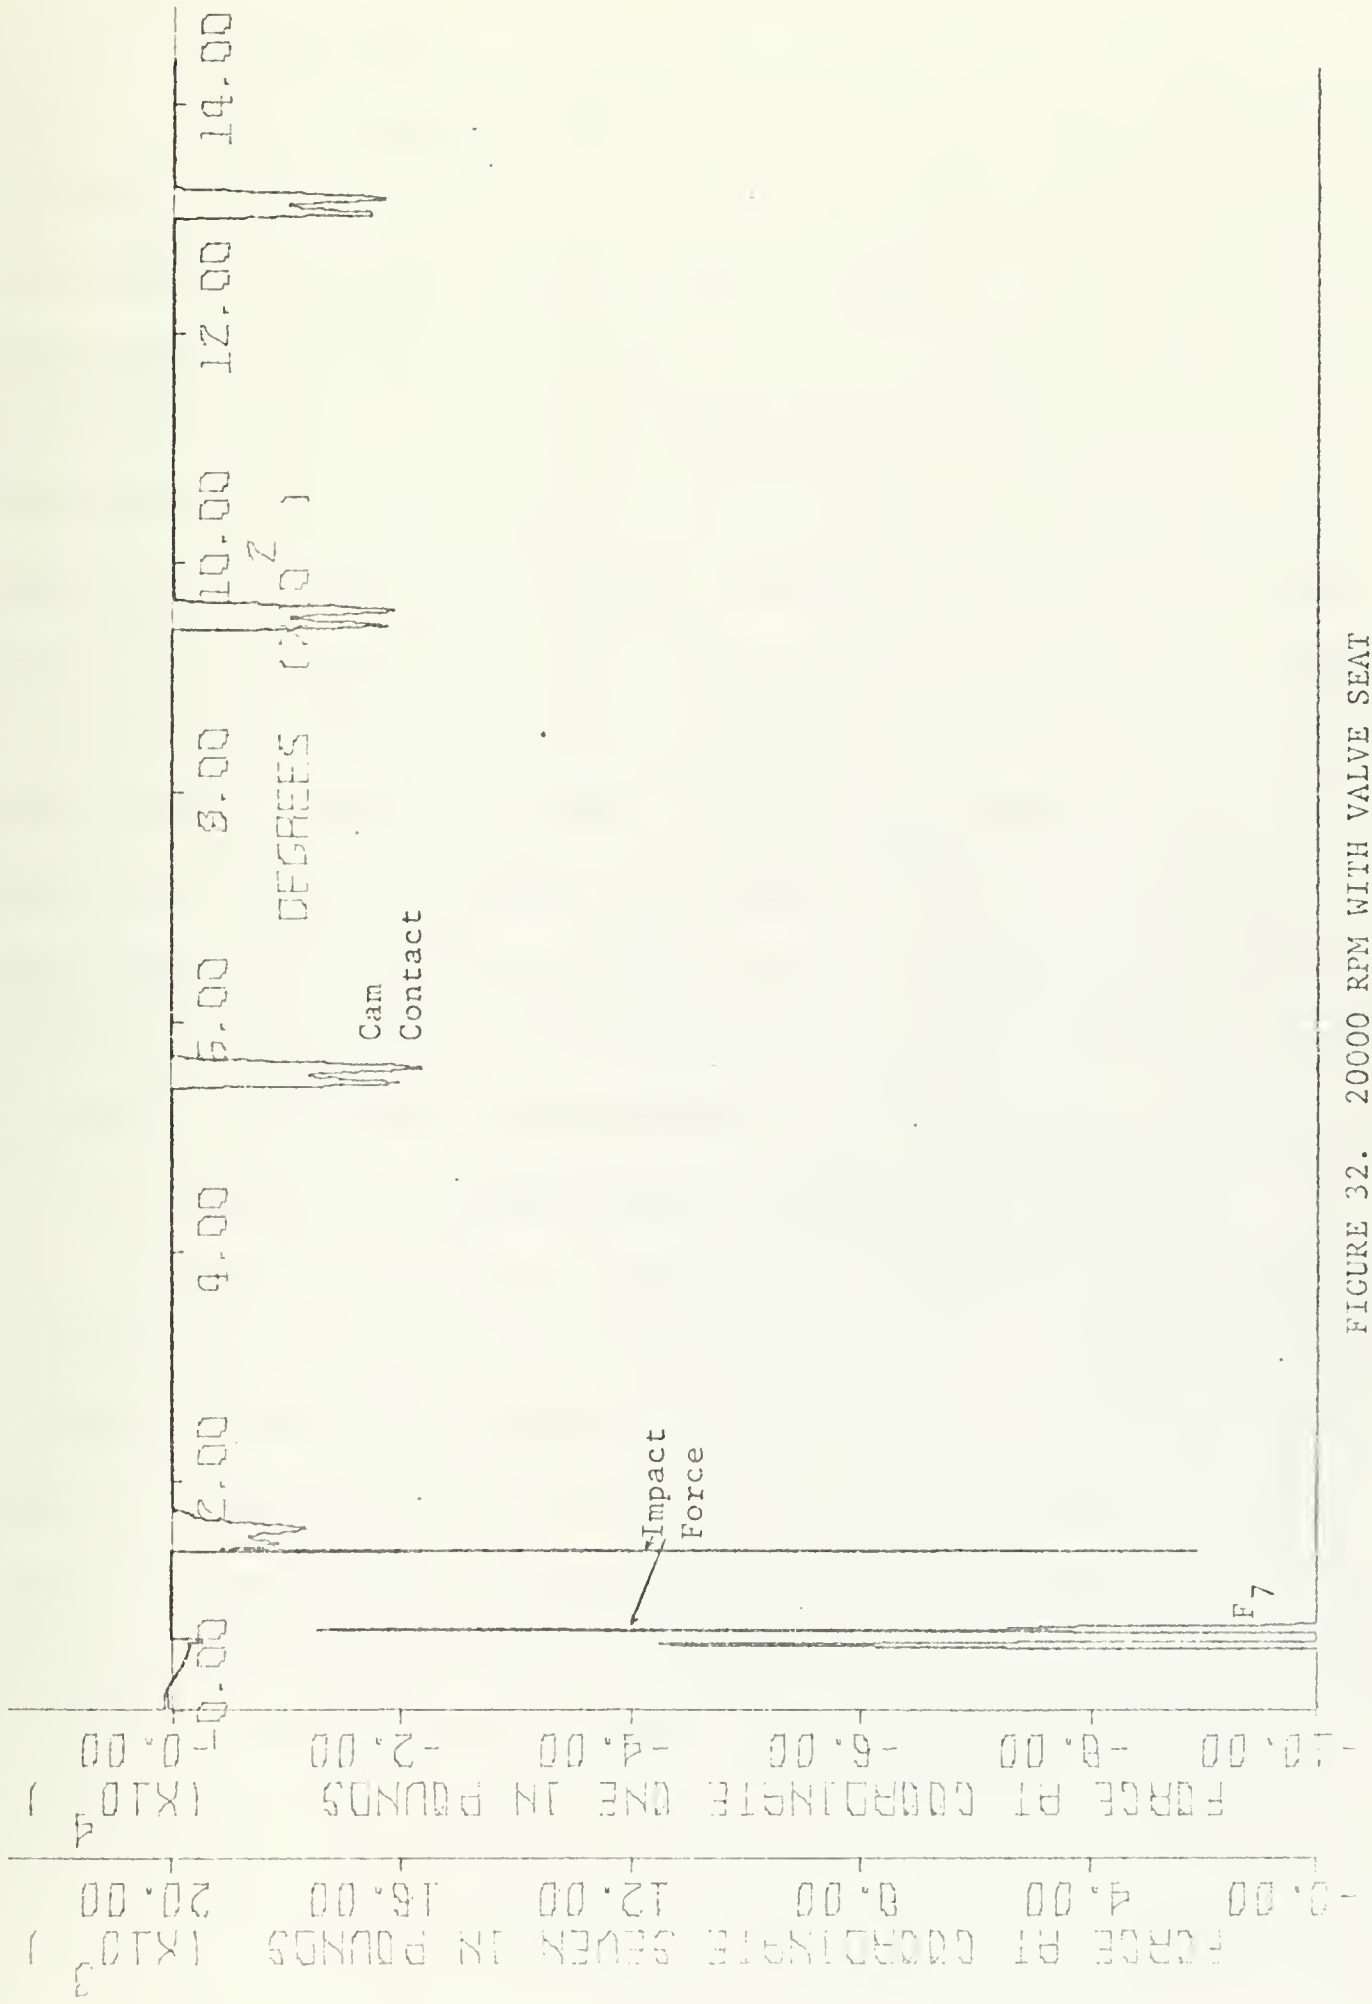 FORCE AT COORDINATE SEVEN IN POUNDS (X10³)
-0.00 4.00 8.00 12.00 16.00 20.00
FORCE AT COORDINATE ONE IN POUNDS (X10⁴)
-10.00 -8.00 -6.00 -4.00 -2.00 -0.00
0.00 2.00 4.00 6.00 8.00 10.00 12.00 14.00
DEGREES (X10²)
Cam
Contact
Impact
Force
F₇
FIGURE 32. 20000 RPM WITH VALVE SEAT